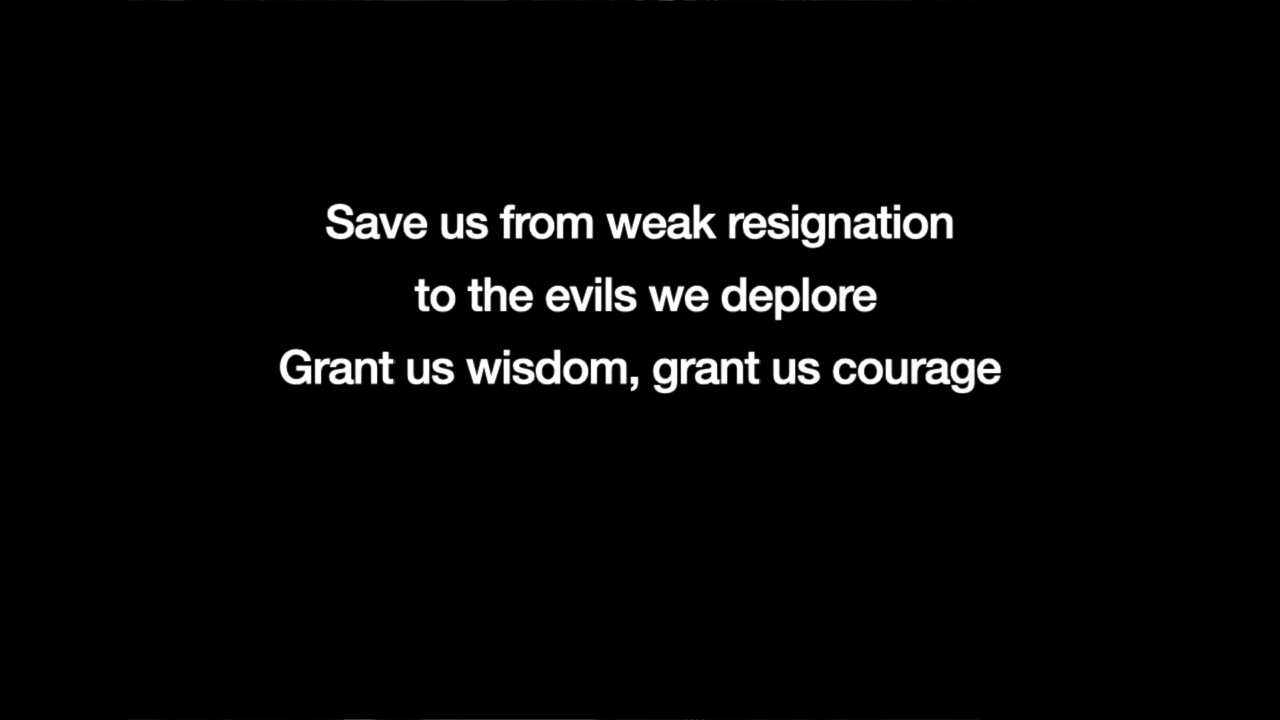 Save us from weak resignation
to the evils we deplore
Grant us wisdom, grant us courage